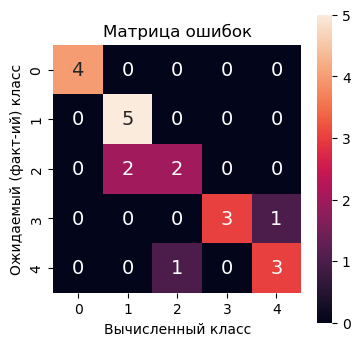 Матрица ошибок
Ожидаемый (факт-ий) класс
0 4 0 0 0 0
1 0 5 0 0 0
2 0 2 2 0 0
3 0 0 0 3 1
4 0 0 1 0 3
0 1 2 3 4
Вычисленный класс
5
4
3
2
1
0